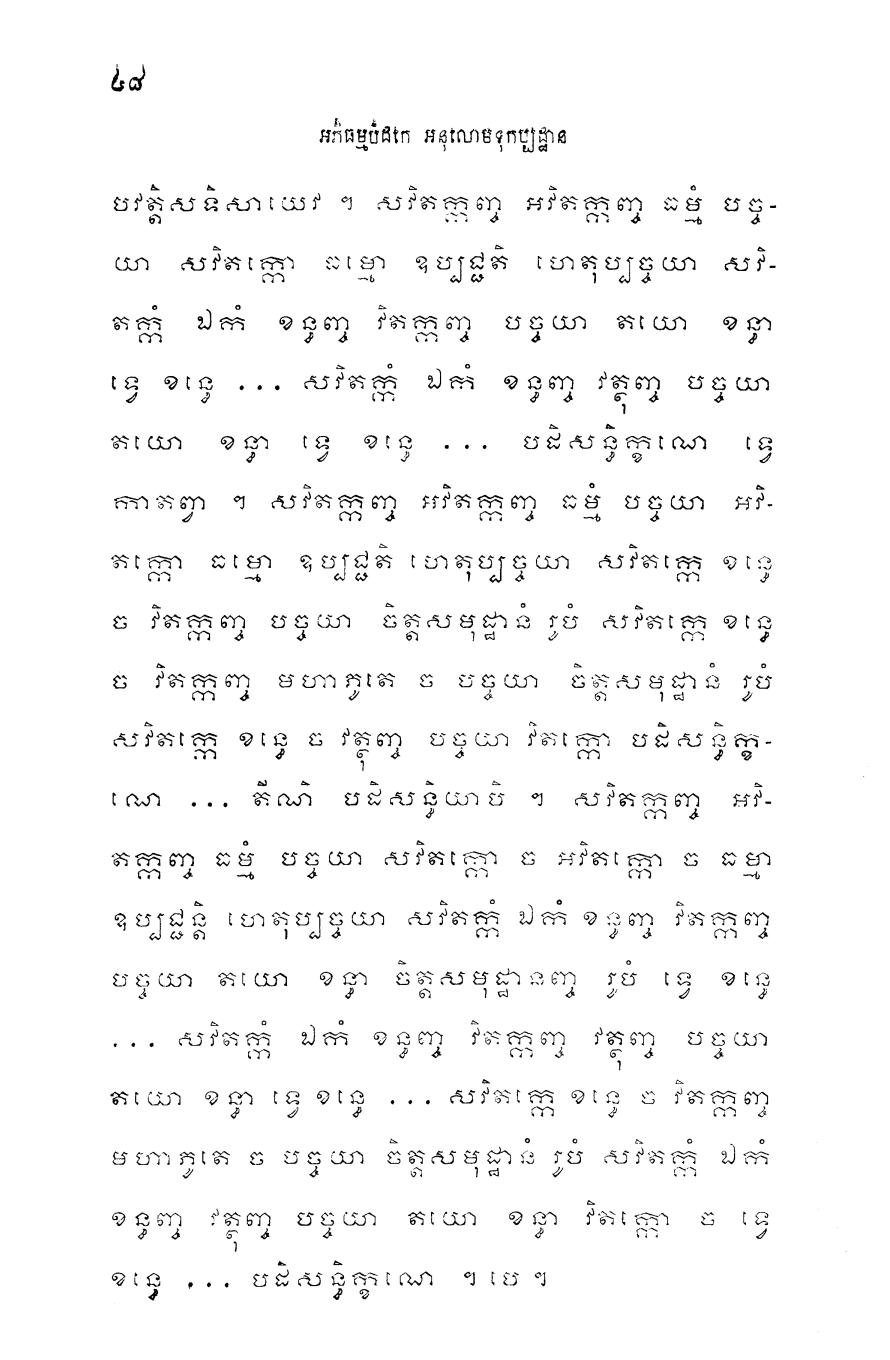 ៤៨
អភិធម្មបិដកេ អនុលោមទុកប្បដ្ឋាន
បវត្តិសទិសាយេវ ។ សវិតក្កញ្ច អវិតក្កញ្ច ធម្មំ បច្ច-
យា សវិតក្កោ ធម្មោ ឧប្បជ្ជតិ ហេតុប្បច្ចយា សវិ-
តក្កំ ឯកំ ខន្ធញ្ច វិតក្កញ្ច បច្ចយា តយោ ខន្ធា
ទ្វេ ខន្ធេ ... សវិតក្កំ ឯកំ ខន្ធញ្ច វត្ថុញ្ច បច្ចយា
តយោ ខន្ធា ទ្វេ ខន្ធេ ... បដិសន្ធិក្ខណេ ទ្វេ
កាតព្វា ។ សវិតក្កញ្ច អវិតក្កញ្ច ធម្មំ បច្ចយា អវិ-
តក្កោ ធម្មោ ឧប្បជ្ជតិ ហេតុប្បច្ចយា សវិតក្កេ ខន្ធេ
ច វិតក្កញ្ច បច្ចយា ចិត្តសមុដ្ឋានំ រូបំ សវិតក្កេ ខន្ធេ
ច វិតក្កញ្ច មហាភូតេ ច បច្ចយា ចិត្តសមុដ្ឋានំ រូបំ
សវិតក្កេ ខន្ធេ ច វត្ថុញ្ច បច្ចយា វិតក្កោ បដិសន្ធិក្ខ-
ណេ ... តីណិ បដិសន្ធិយាបិ ។ សវិតក្កញ្ច អវិ-
តក្កញ្ច ធម្មំ បច្ចយា សវិតក្កោ ច អវិតក្កោ ច ធម្មា
ឧប្បជ្ជន្តិ ហេតុប្បច្ចយា សវិតក្កំ ឯកំ ខន្ធញ្ច វិតក្កញ្ច
បច្ចយា តយោ ខន្ធា ចិត្តសមុដ្ឋានញ្ច រូបំ ទ្វេ ខន្ធេ
... សវិតក្កំ ឯកំ ខន្ធញ្ច វិតក្កញ្ច វត្ថុញ្ច បច្ចយា
តយោ ខន្ធា ទ្វេ ខន្ធេ ... សវិតក្កេ ខន្ធេ ច វិតក្កញ្ច
មហាភូតេ ច បច្ចយា ចិត្តសមុដ្ឋានំ រូបំ សវិតក្កំ ឯកំ
ខន្ធញ្ច វត្ថុញ្ច បច្ចយា តយោ ខន្ធា វិតក្កោ ច ទ្វេ
ខន្ធេ ... បដិសន្ធិក្ខណេ ។ បេ ។